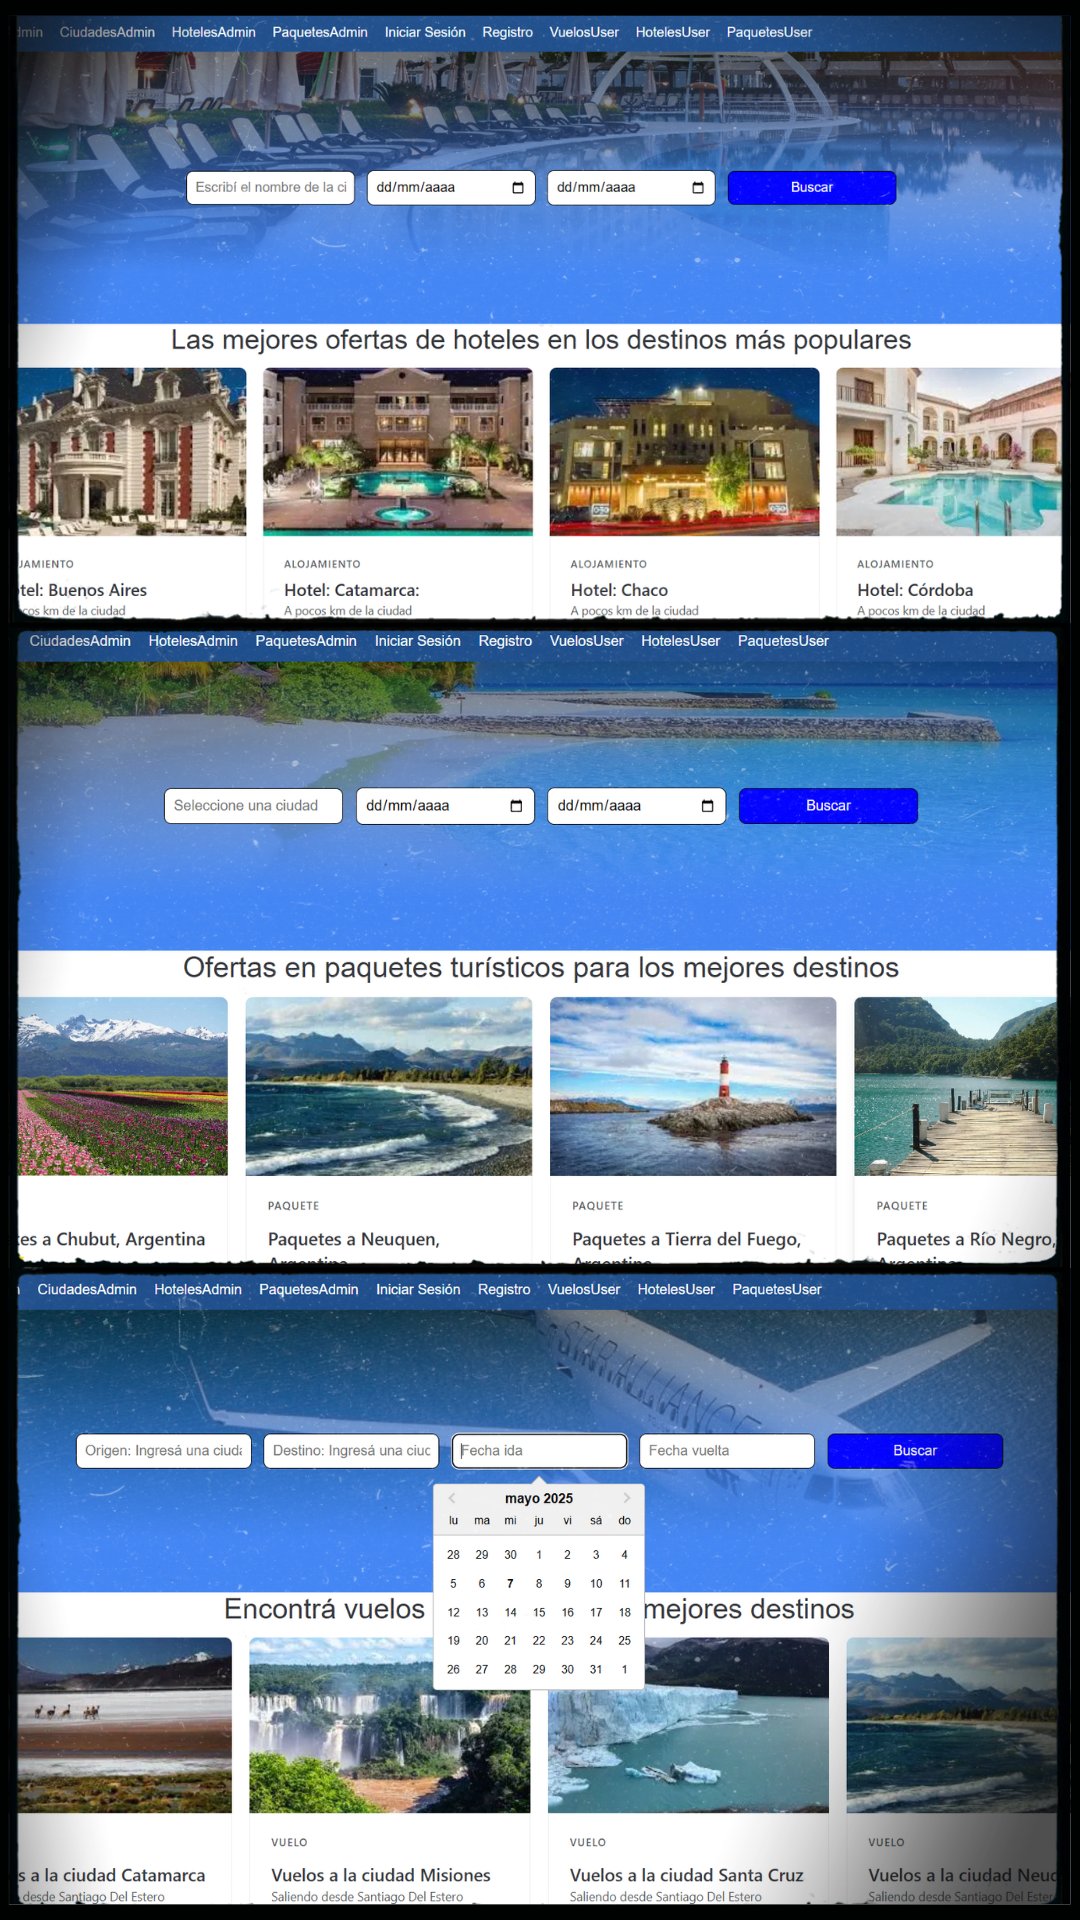 dmin CiudadesAdmin HotelesAdmin PaquetesAdmin Iniciar Sesión Registro VuelosUser HotelesUser PaquetesUser
Escribí el nombre de la ci dd/mm/aaaa dd/mm/aaaa Buscar
Las mejores ofertas de hoteles en los destinos más populares
JAMIENTO ALOJAMIENTO ALOJAMIENTO ALOJAMIENTO
tel: Buenos Aires Hotel: Catamarca: Hotel: Chaco Hotel: Córdoba
cos km de la ciudad A pocos km de la ciudad A pocos km de la ciudad A pocos km de la ciudad
CiudadesAdmin HotelesAdmin PaquetesAdmin Iniciar Sesión Registro VuelosUser HotelesUser PaquetesUser
Seleccione una ciudad dd/mm/aaaa dd/mm/aaaa Buscar
Ofertas en paquetes turísticos para los mejores destinos
PAQUETE PAQUETE PAQUETE
es a Chubut, Argentina Paquetes a Neuquen, Paquetes a Tierra del Fuego, Paquetes a Río Negro,
Argentina Argentina Argentina
CiudadesAdmin HotelesAdmin PaquetesAdmin Iniciar Sesión Registro VuelosUser HotelesUser PaquetesUser
STAR ALLIANCE
Origen: Ingresá una ciuda Destino: Ingresá una ciuc Fecha ida Fecha vuelta Buscar
mayo 2025
lu ma mi ju vi sá do
28 29 30 1 2 3 4
5 6 7 8 9 10 11
12 13 14 15 16 17 18
19 20 21 22 23 24 25
26 27 28 29 30 31 1
Encontrá vuelos mejores destinos
VUELO VUELO VUELO
s a la ciudad Catamarca Vuelos a la ciudad Misiones Vuelos a la ciudad Santa Cruz Vuelos a la ciudad Neuc
desde Santiago Del Estero Saliendo desde Santiago Del Estero Saliendo desde Santiago Del Estero Saliendo desde Santiago Del Ester